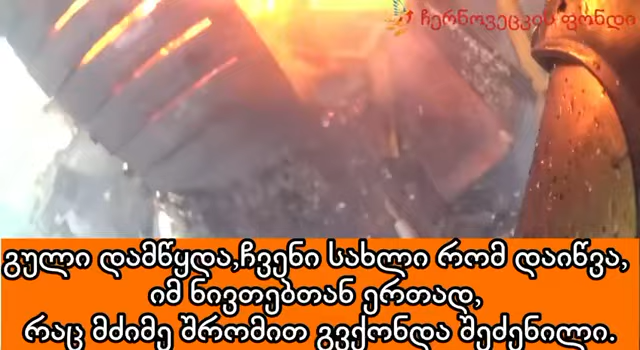 ჩერნოვეცკის ფონდი
გული დამწყდა,ჩვენი სახლი რომ დაიწვა,
იმ ნივთებთან ერთად,
რაც მძიმე შრომით გვქონდა შეძენილი.